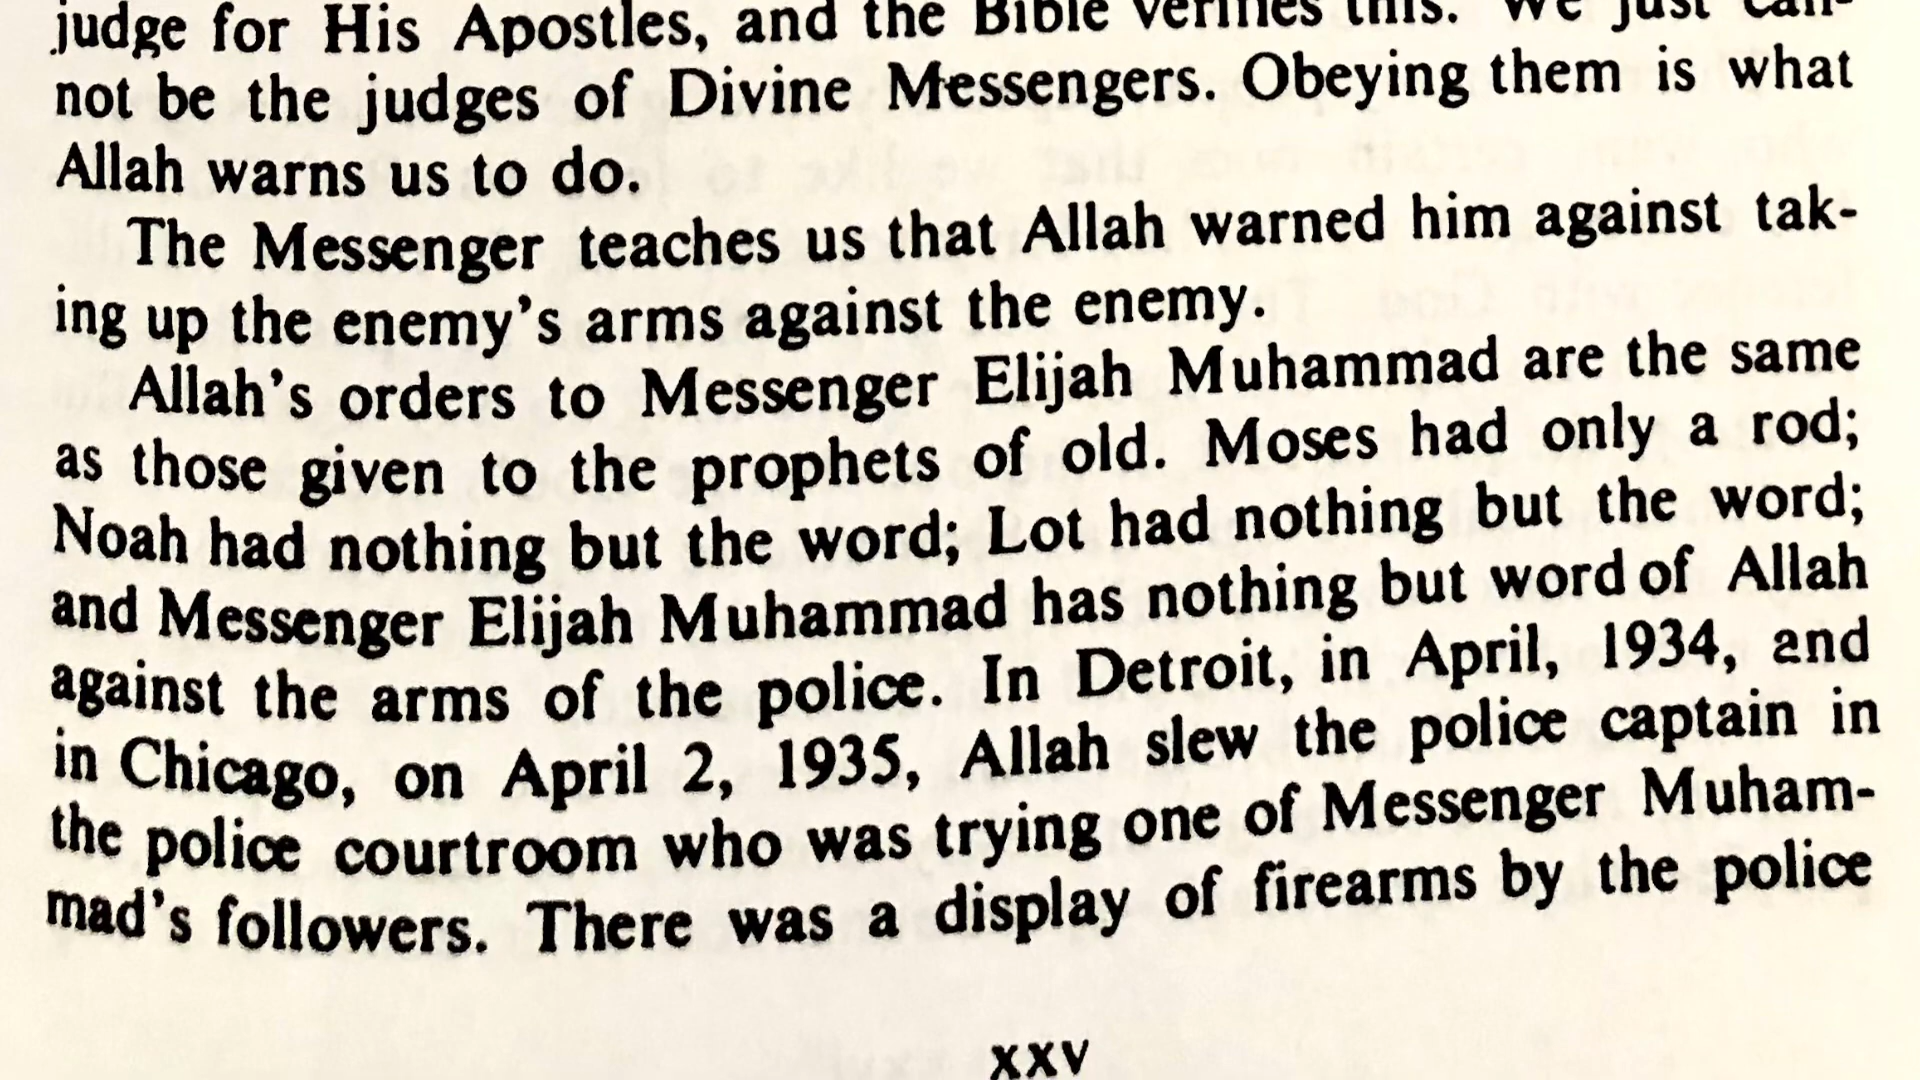 judge for His Apostles, and the Bible verifies this. We just can-
not be the judges of Divine Messengers. Obeying them is what
Allah warns us to do.
The Messenger teaches us that Allah warned him against tak-
ing up the enemy's arms against the enemy.
Allah's orders to Messenger Elijah Muhammad are the same
as those given to the prophets of old. Moses had only a rod;
Noah had nothing but the word; Lot had nothing but the word;
and Messenger Elijah Muhammad has nothing but word of Allah
against the arms of the police. In Detroit, in April, 1934, and
in Chicago, on April 2, 1935, Allah slew the police captain in
the police courtroom who was trying one of Messenger Muham-
mad's followers. There was a display of firearms by the police
xxv